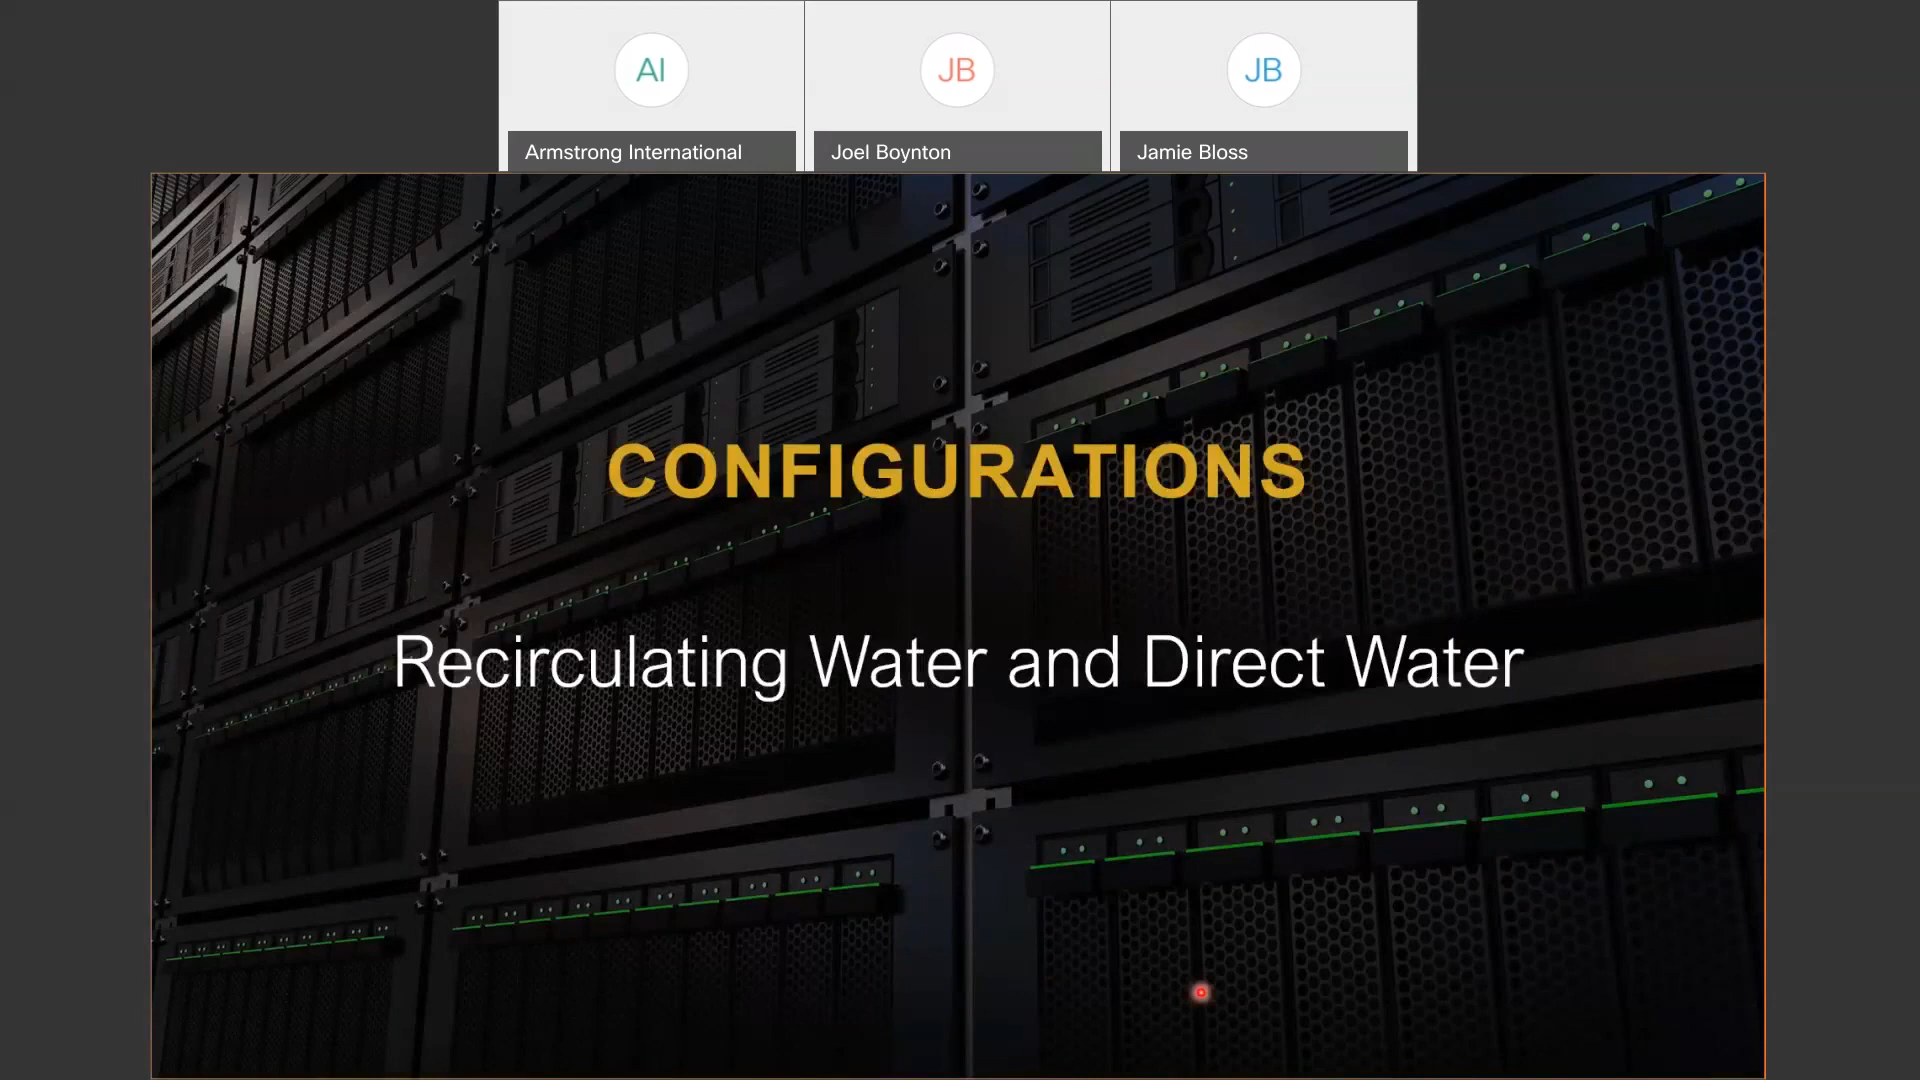 AI
JB
JB
Armstrong International
Joel Boynton
Jamie Bloss
CONFIGURATIONS
Recirculating Water and Direct Water